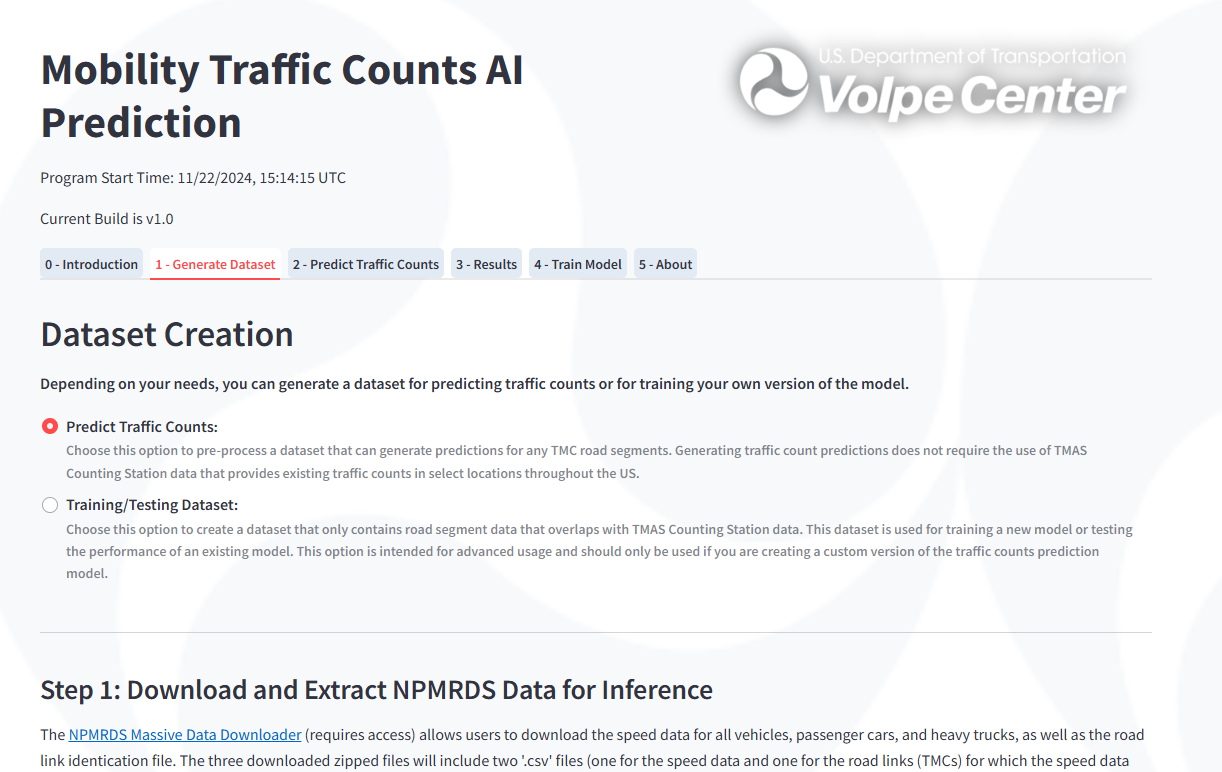 Mobility Traffic Counts AI
Prediction
U.S. Department of Transportation
Volpe Center
Program Start Time: 11/22/2024, 15:14:15 UTC
Current Build is v1.0
0 - Introduction 1 - Generate Dataset 2 - Predict Traffic Counts 3 - Results 4 - Train Model 5 - About
Dataset Creation
Depending on your needs, you can generate a dataset for predicting traffic counts or for training your own version of the model.
Predict Traffic Counts:
Choose this option to pre-process a dataset that can generate predictions for any TMC road segments. Generating traffic count predictions does not require the use of TMAS
Counting Station data that provides existing traffic counts in select locations throughout the US.
Training/Testing Dataset:
Choose this option to create a dataset that only contains road segment data that overlaps with TMAS Counting Station data. This dataset is used for training a new model or testing
the performance of an existing model. This option is intended for advanced usage and should only be used if you are creating a custom version of the traffic counts prediction
model.
Step 1: Download and Extract NPMRDS Data for Inference
The NPMRDS Massive Data Downloader (requires access) allows users to download the speed data for all vehicles, passenger cars, and heavy trucks, as well as the road
link identication file. The three downloaded zipped files will include two '.csv' files (one for the speed data and one for the road links (TMCs) for which the speed data